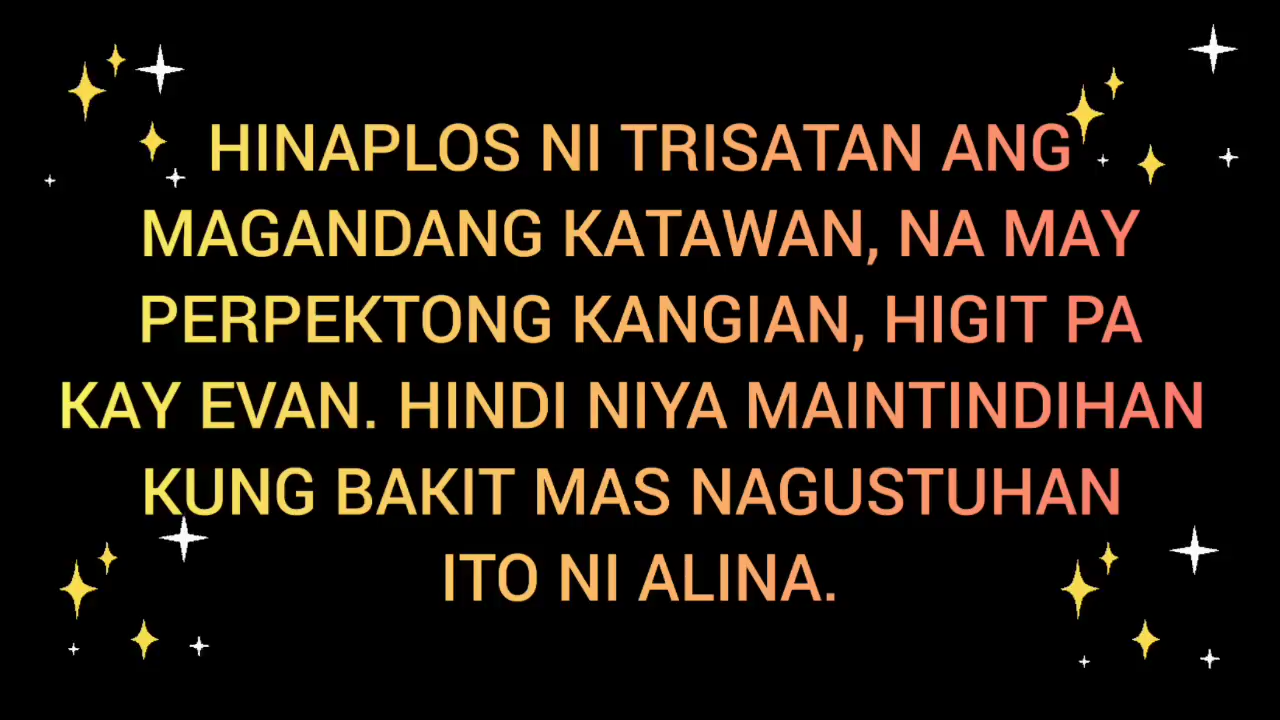 HINAPLOS NI TRISATAN ANG
MAGANDANG KATAWAN, NA MAY
PERPEKTONG KANGIAN, HIGIT PA
KAY EVAN. HINDI NIYA MAINTINDIHAN
KUNG BAKIT MAS NAGUSTUHAN
ITO NI ALINA.